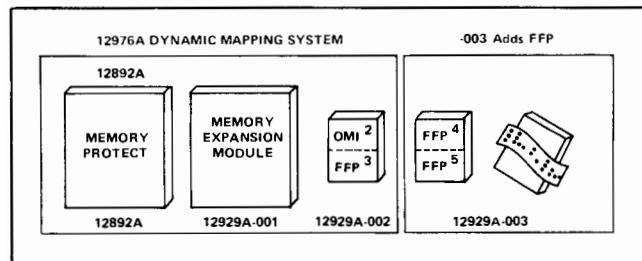 12976A DYNAMIC MAPPING SYSTEM
-003 Adds FFP
12892A
MEMORY
PROTECT
MEMORY
EXPANSION
MODULE
OMI 2
FFP 3
FFP 4
FFP 5
12892A
12929A-001
12929A-002
12929A-003